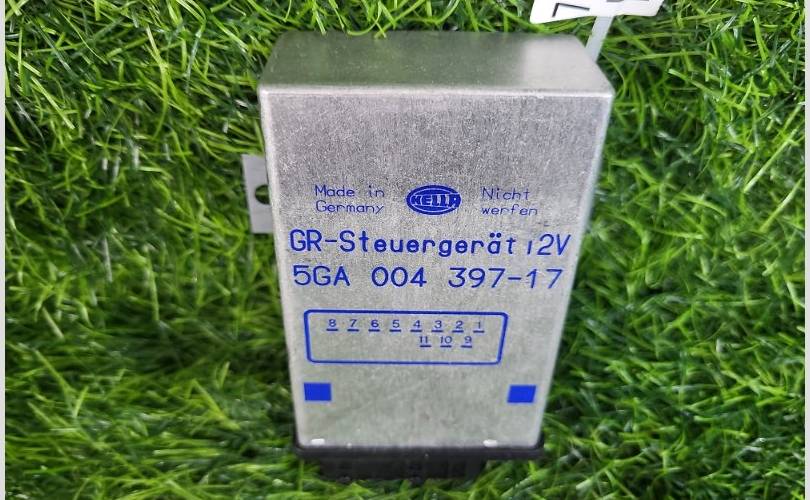 Made in Germany
HELLA
Nicht werfen
GR-Steuergerät 12V
5GA 004 397-17
8 7 6 5 4 3 2 1
11 10 9